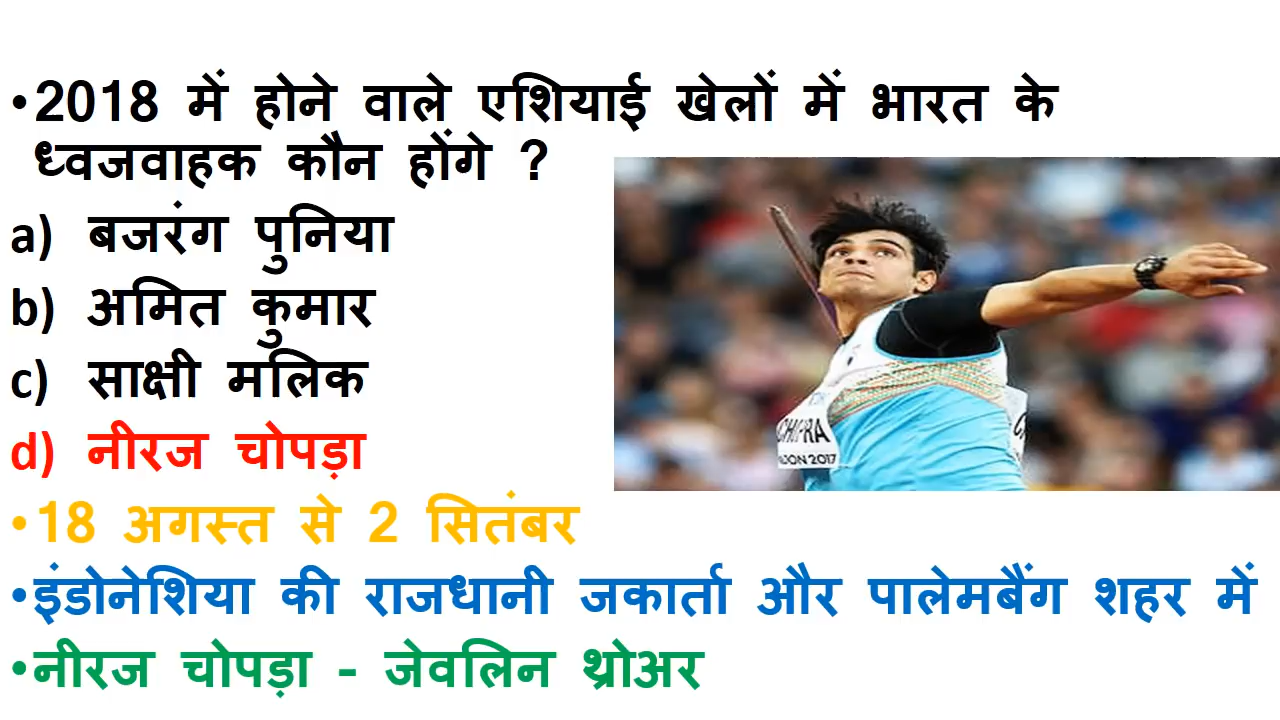 •2018 में होने वाले एशियाई खेलों में भारत के
ध्वजवाहक कौन होंगे ?
a) बजरंग पुनिया
b) अमित कुमार
c) साक्षी मलिक
d) नीरज चोपड़ा
•18 अगस्त से 2 सितंबर
•इंडोनेशिया की राजधानी जकार्ता और पालेमबैंग शहर में
•नीरज चोपड़ा - जेवलिन थ्रोअर